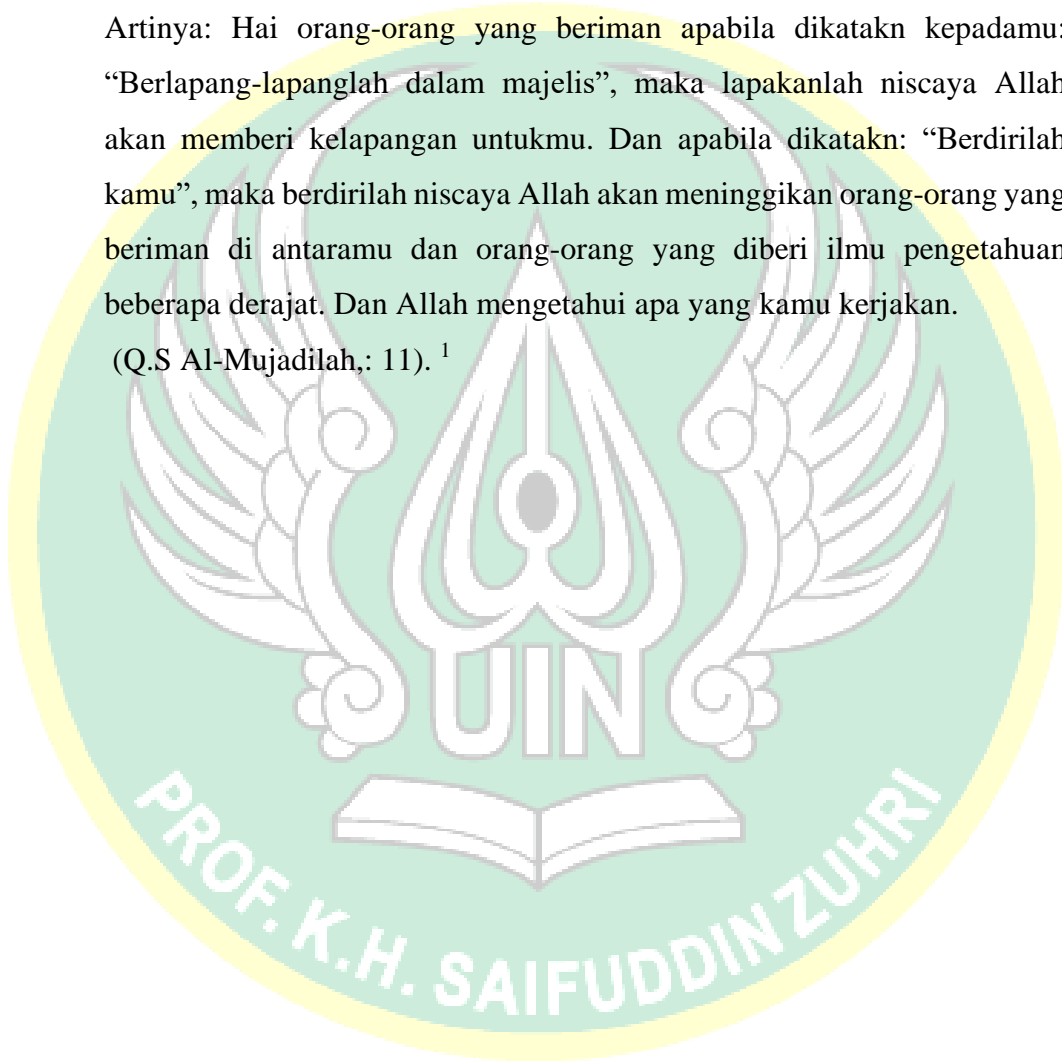 Artinya: Hai orang-orang yang beriman apabila dikatakn kepadamu:
“Berlapang-lapanglah dalam majelis”, maka lapakanlah niscaya Allah
akan memberi kelapangan untukmu. Dan apabila dikatakn: “Berdirilah
kamu”, maka berdirilah niscaya Allah akan meninggikan orang-orang yang
beriman di antaramu dan orang-orang yang diberi ilmu pengetahuan
beberapa derajat. Dan Allah mengetahui apa yang kamu kerjakan.
(Q.S Al-Mujadilah,: 11). ¹
UIN
PROF. K.H. SAIFUDDIN ZUHRI